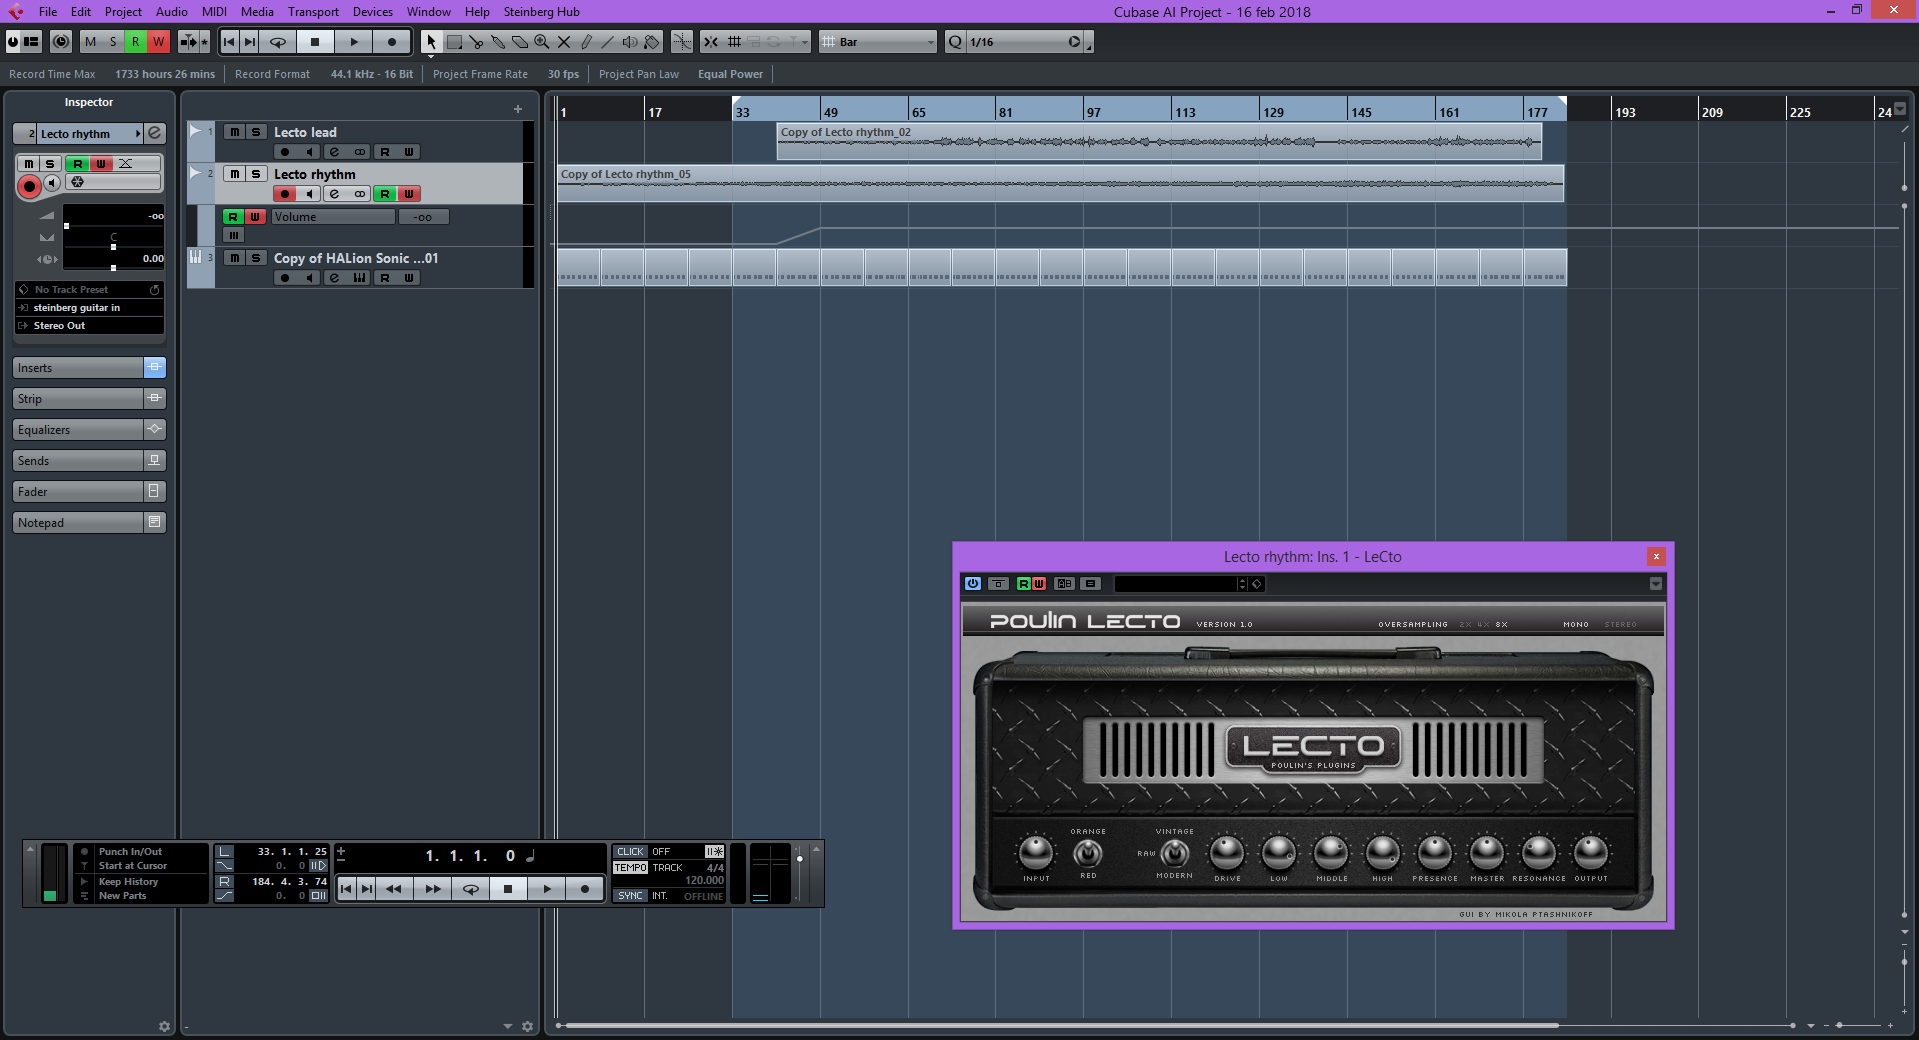 File Edit Project Audio MIDI Media Transport Devices Window Help Steinberg Hub
Cubase AI Project - 16 feb 2018
M S R W
Bar
Q 1/16
Record Time Max 1733 hours 26 mins Record Format 44.1 kHz - 16 Bit Project Frame Rate 30 fps Project Pan Law Equal Power
Inspector
2 Lecto rhythm
m s R W
-oo
C
0.00
No Track Preset
steinberg guitar in
Stereo Out
Inserts
Strip
Equalizers
Sends
Fader
Notepad
1 m s Lecto lead
R W
2 m s Lecto rhythm
R W
R W Volume -oo
3 m s Copy of HALion Sonic ...01
R W
1 17 33 49 65 81 97 113 129 145 161 177 193 209 225 24
Copy of Lecto rhythm_02
Copy of Lecto rhythm_05
Lecto rhythm: Ins. 1 - LeCto
R W
POULIN LECTO VERSION 1.0 OVERSAMPLING 2X 4X 8X MONO STEREO
LECTO
POULIN'S PLUGINS
ORANGE VINTAGE
RAW
INPUT RED MODERN DRIVE LOW MIDDLE HIGH PRESENCE MASTER RESONANCE OUTPUT
GUI BY MIKOLA PTASHNIKOFF
Punch In/Out
Start at Cursor
Keep History
New Parts
L 33. 1. 1. 25
0. 0
R 184. 4. 3. 74
0. 0
1. 1. 1. 0
CLICK OFF
TEMPO TRACK 4/4
120.000
SYNC INT. OFFLINE